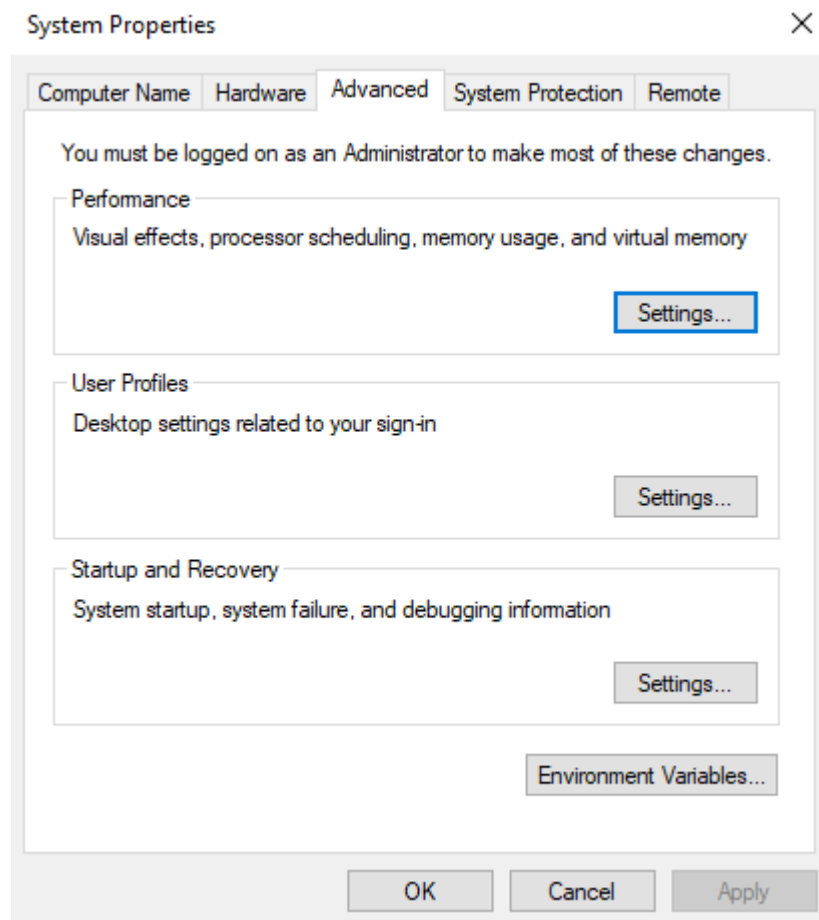 System Properties
Computer Name
Hardware
Advanced
System Protection
Remote
You must be logged on as an Administrator to make most of these changes.
Performance
Visual effects, processor scheduling, memory usage, and virtual memory
Settings...
User Profiles
Desktop settings related to your sign-in
Settings...
Startup and Recovery
System startup, system failure, and debugging information
Settings...
Environment Variables...
OK
Cancel
Apply